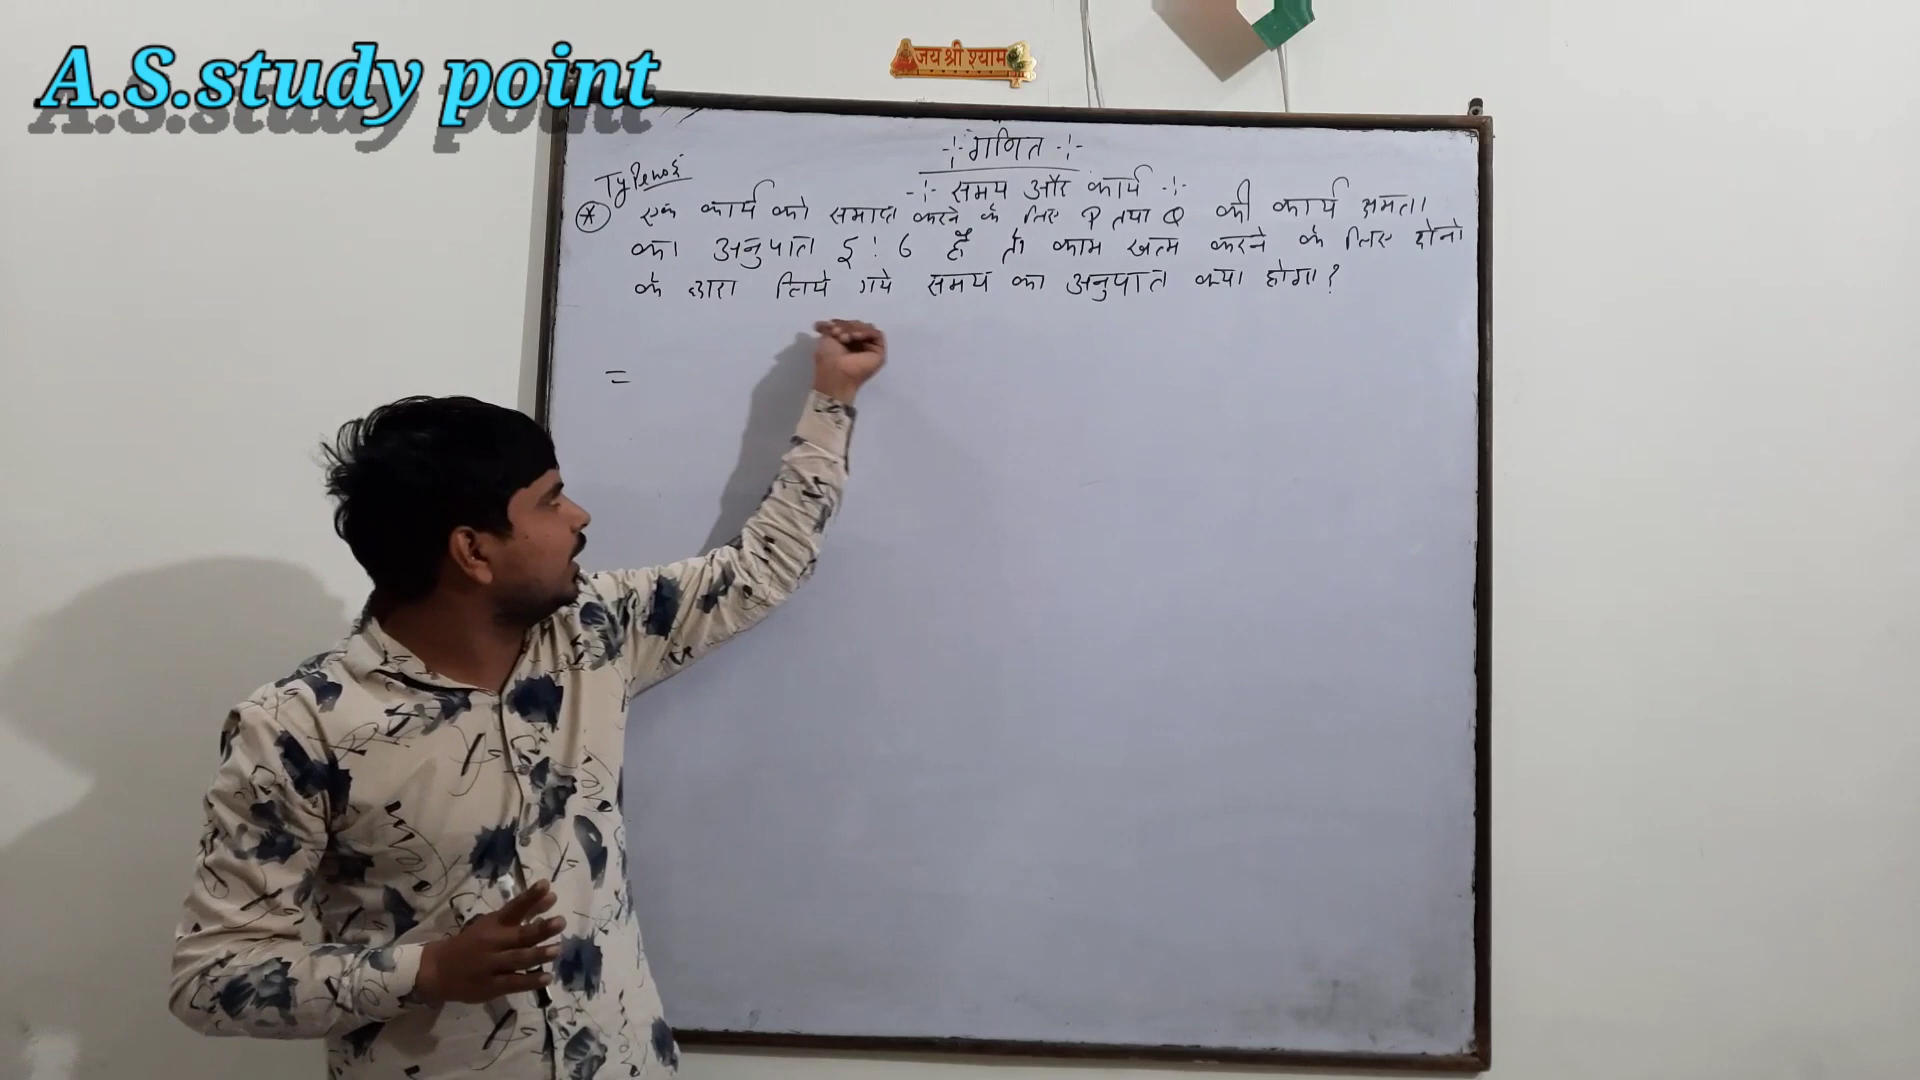 A.S.study point
जय श्री श्याम
-:- गणित -:-
-:- समय और कार्य -:-
एक कार्य को समाप्त करने के लिए P तथा Q की कार्य क्षमता
का अनुपात 5:6 है तो काम खत्म करने के लिए दोनो
के द्वारा लिये गये समय का अनुपात क्या होगा?
=